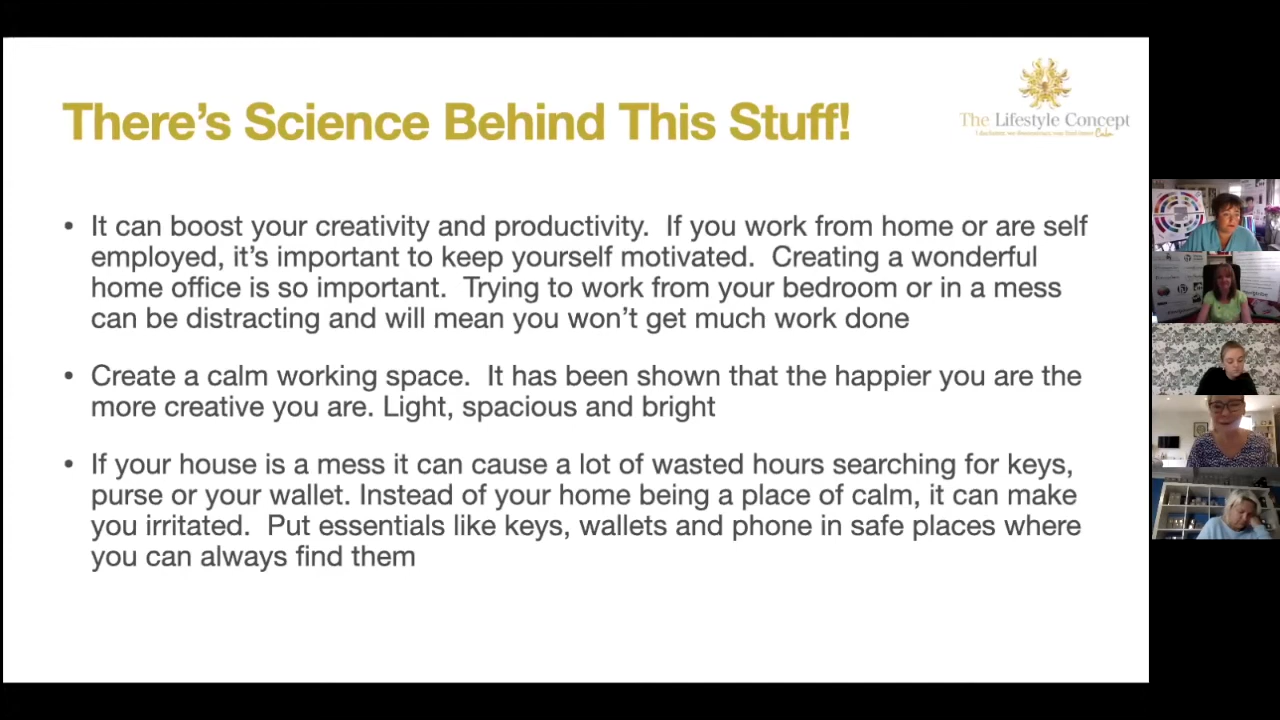 There's Science Behind This Stuff!
The Lifestyle Concept
Calm
• It can boost your creativity and productivity.  If you work from home or are self
employed, it's important to keep yourself motivated.  Creating a wonderful
home office is so important.  Trying to work from your bedroom or in a mess
can be distracting and will mean you won't get much work done
• Create a calm working space.  It has been shown that the happier you are the
more creative you are. Light, spacious and bright
• If your house is a mess it can cause a lot of wasted hours searching for keys,
purse or your wallet. Instead of your home being a place of calm, it can make
you irritated.  Put essentials like keys, wallets and phone in safe places where
you can always find them